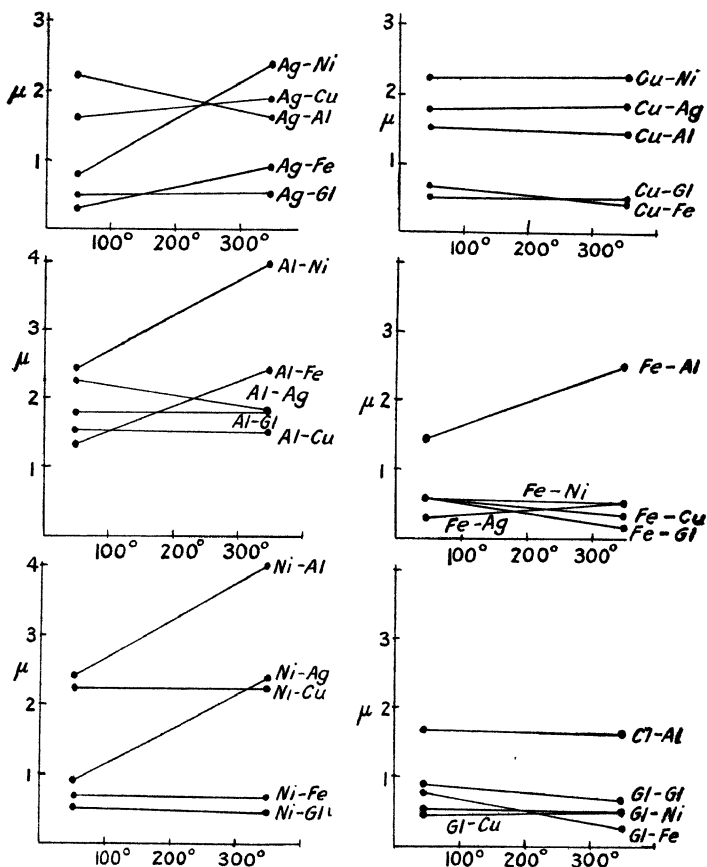 3
μ 2
1
Ag-Ni
Ag-Cu
Ag-Al
Ag-Fe
Ag-Gl
100° 200° 300°
3
2
μ
1
Cu-Ni
Cu-Ag
Cu-Al
Cu-Gl
Cu-Fe
100° 200° 300°
4
3
μ
2
1
Al-Ni
Al-Fe
Al-Ag
Al-Gl
Al-Cu
100° 200° 300°
3
μ 2
1
Fe-Al
Fe-Ni
Fe-Ag
Fe-Cu
Fe-Gl
100° 200° 300°
4
3
μ
2
1
Ni-Al
Ni-Ag
Ni-Cu
Ni-Fe
Ni-Gl
100° 200° 300°
3
2
μ
1
Cl-Al
Gl-Gl
Gl-Ni
Gl-Cu
Gl-Fe
100° 200° 300°